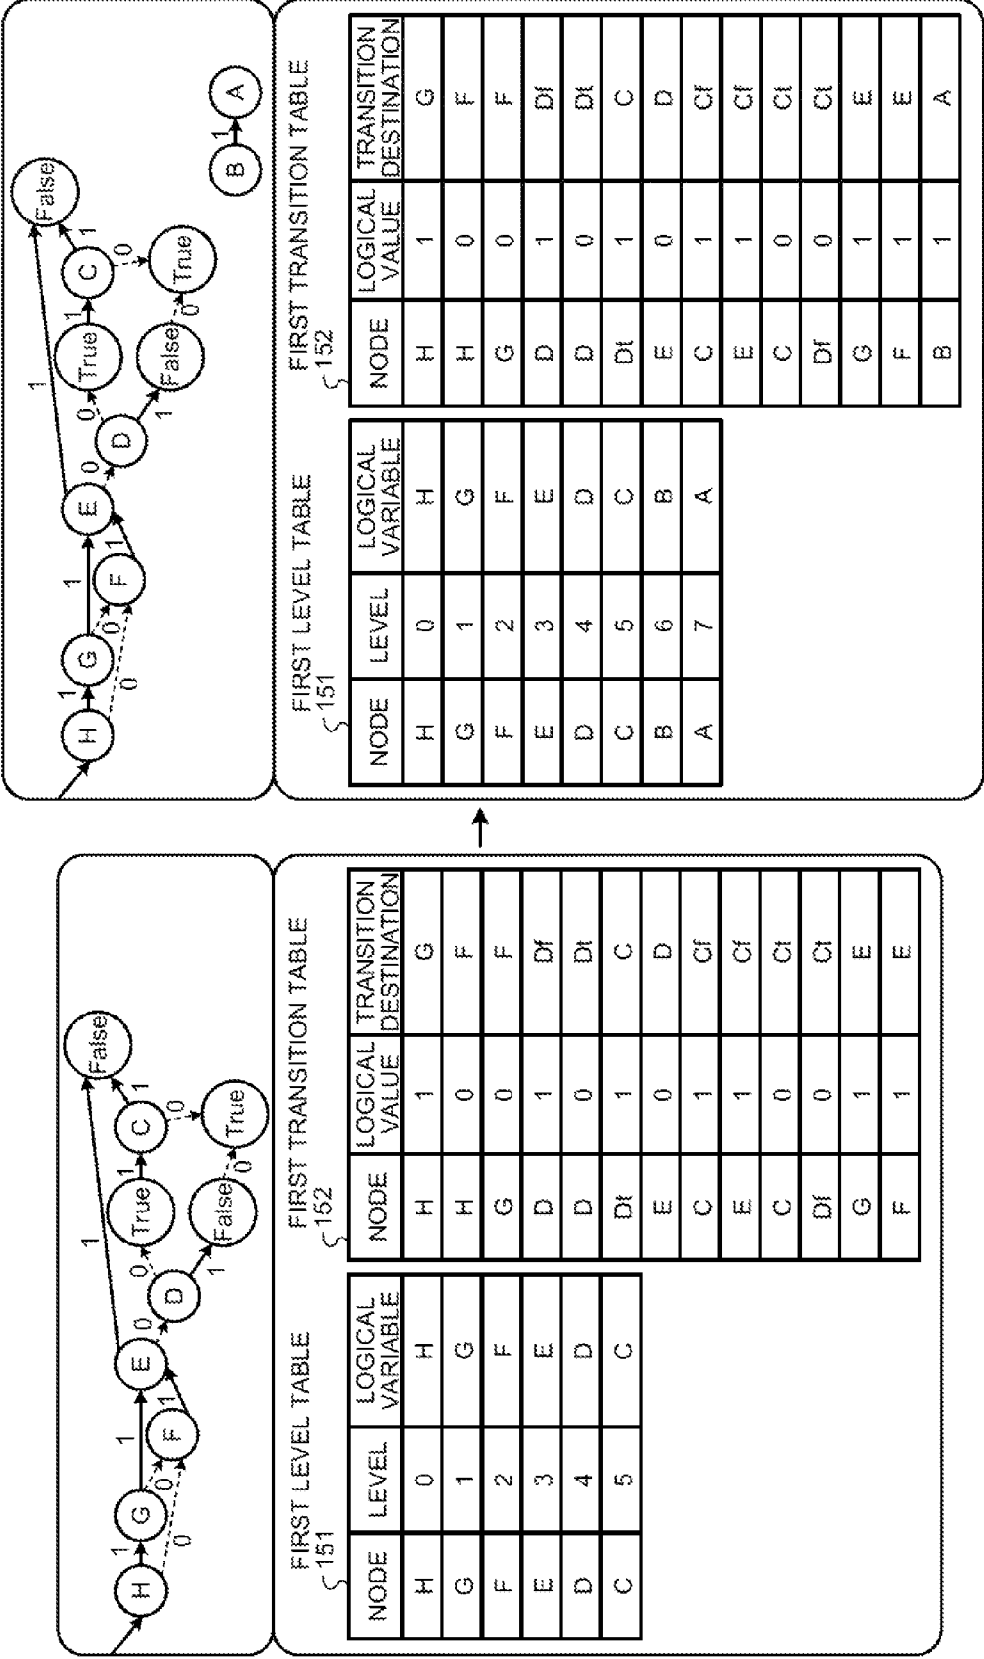 H 1 G 1 E 1 False
0 0 F 1 0 D 0 True 1 C 1
1 False 0 0 True
FIRST LEVEL TABLE
151
NODE LEVEL LOGICAL VARIABLE
H 0 H
G 1 G
F 2 F
E 3 E
D 4 D
C 5 C
FIRST TRANSITION TABLE
152
NODE LOGICAL VALUE TRANSITION DESTINATION
H 1 G
H 0 F
G 0 F
D 1 Df
D 0 Dt
Dt 1 C
E 0 D
C 1 Cf
E 1 Cf
C 0 Ct
Df 0 Ct
G 1 E
F 1 E
H 1 G 1 E 1 False
0 0 F 1 0 D 0 True 1 C 1
1 False 0 0 True
B 1 A
FIRST LEVEL TABLE
151
NODE LEVEL LOGICAL VARIABLE
H 0 H
G 1 G
F 2 F
E 3 E
D 4 D
C 5 C
B 6 B
A 7 A
FIRST TRANSITION TABLE
152
NODE LOGICAL VALUE TRANSITION DESTINATION
H 1 G
H 0 F
G 0 F
D 1 Df
D 0 Dt
Dt 1 C
E 0 D
C 1 Cf
E 1 Cf
C 0 Ct
Df 0 Ct
G 1 E
F 1 E
B 1 A